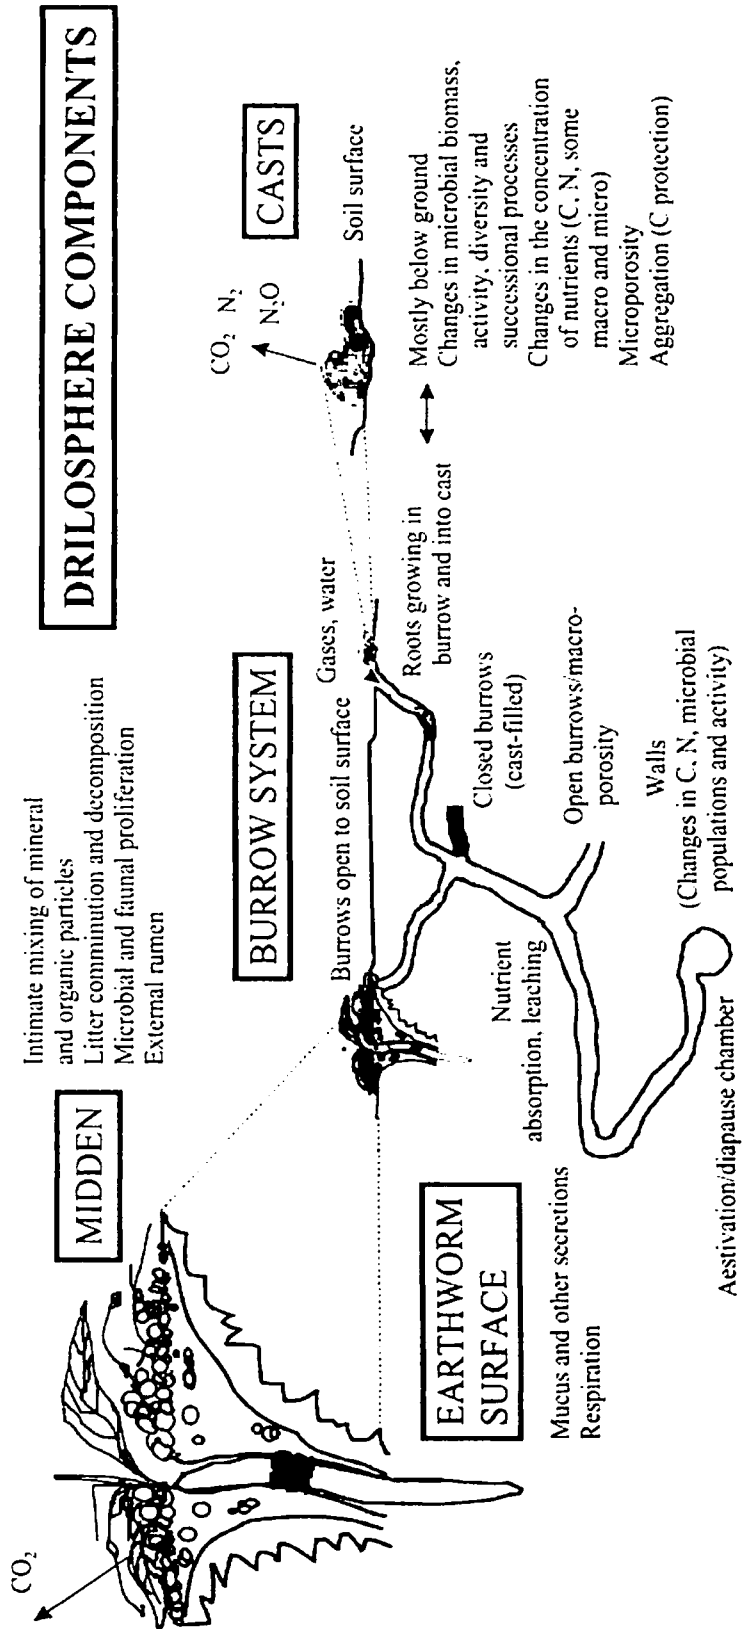 DRILOSPHERE COMPONENTS
MIDDEN
Intimate mixing of mineral
and organic particles
Litter comminution and decomposition
Microbial and faunal proliferation
External rumen
CO₂
BURROW SYSTEM
Burrows open to soil surface
Gases, water
CASTS
CO₂ N₂
N₂O
Soil surface
Mostly below ground
Changes in microbial biomass,
activity, diversity and
successional processes
Changes in the concentration
of nutrients (C, N, some
macro and micro)
Microporosity
Aggregation (C protection)
Roots growing in
burrow and into cast
Closed burrows
(cast-filled)
Open burrows/macro-
porosity
Walls
(Changes in C, N, microbial
populations and activity)
Nutrient
absorption, leaching
EARTHWORM
SURFACE
Mucus and other secretions
Respiration
Aestivation/diapause chamber